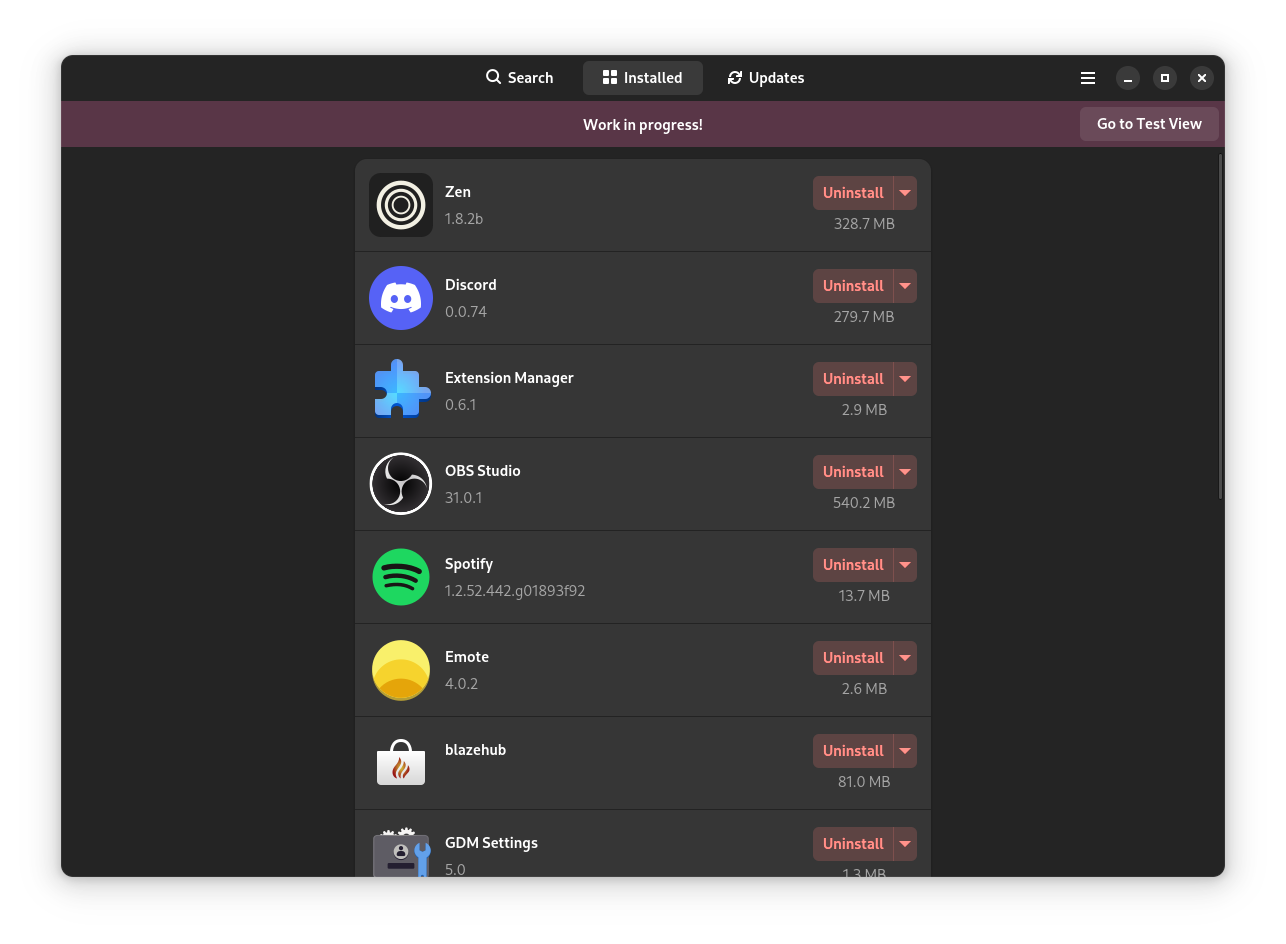 Search
Installed
Updates
Work in progress!
Go to Test View
Zen
1.8.2b
Uninstall
328.7 MB
Discord
0.0.74
Uninstall
279.7 MB
Extension Manager
0.6.1
Uninstall
2.9 MB
OBS Studio
31.0.1
Uninstall
540.2 MB
Spotify
1.2.52.442.g01893f92
Uninstall
13.7 MB
Emote
4.0.2
Uninstall
2.6 MB
blazehub
Uninstall
81.0 MB
GDM Settings
5.0
Uninstall
1.3 MB